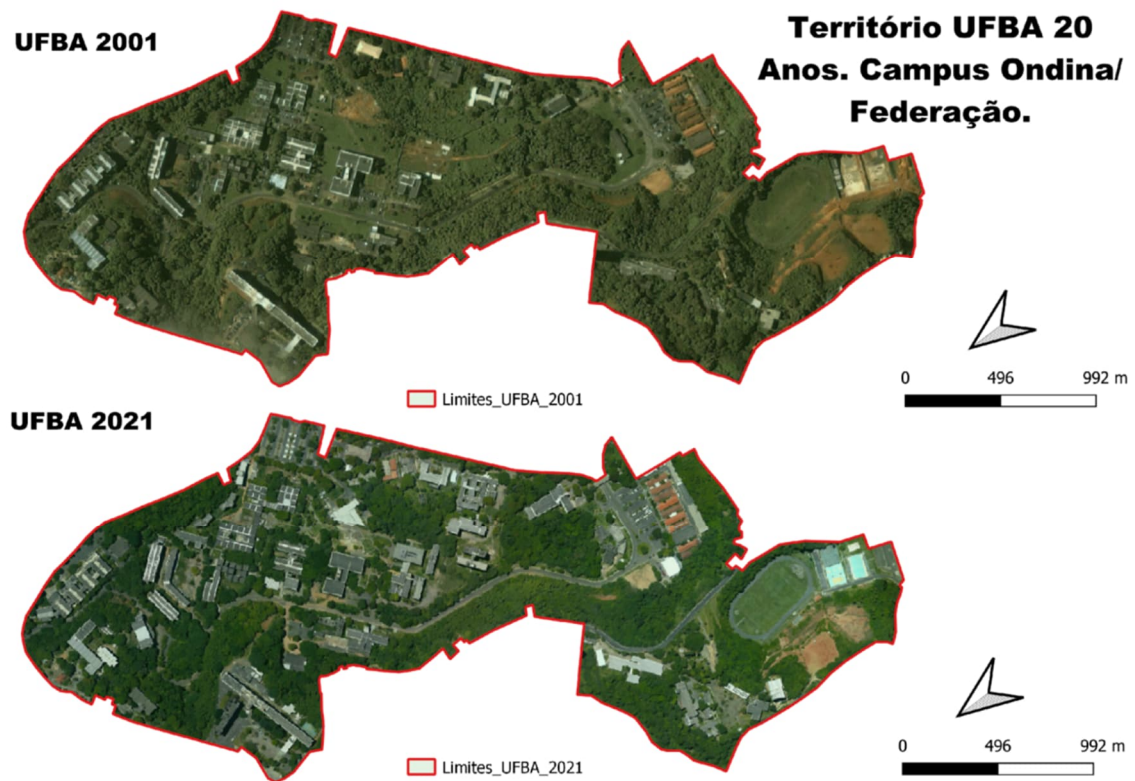 UFBA 2001
Território UFBA 20
Anos. Campus Ondina/
Federação.
0 496 992 m
Limites_UFBA_2001
UFBA 2021
0 496 992 m
Limites_UFBA_2021